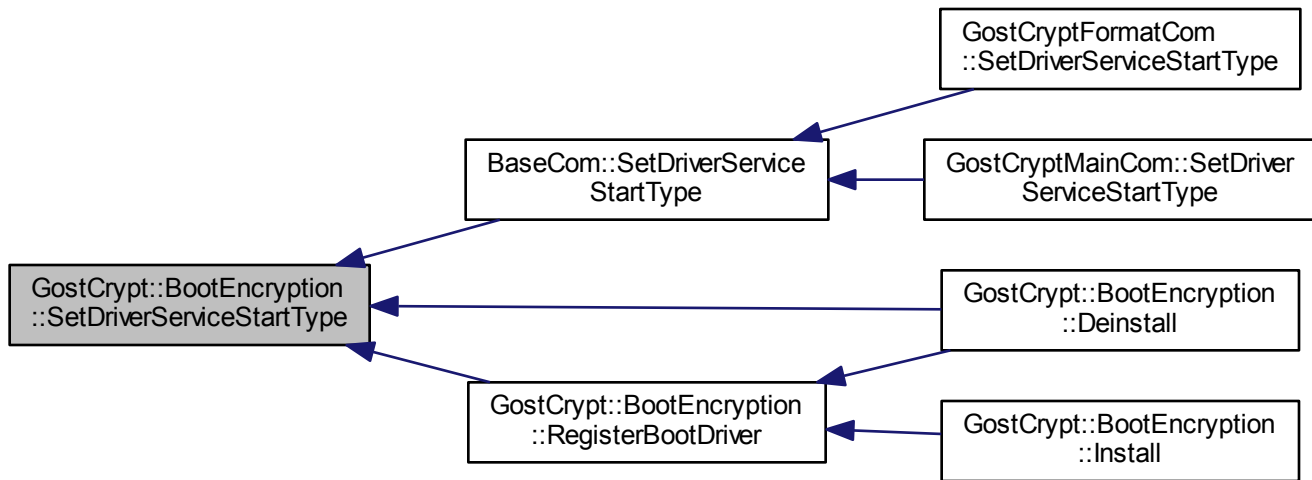 GostCryptFormatCom
::SetDriverServiceStartType
BaseCom::SetDriverService
StartType
GostCryptMainCom::SetDriver
ServiceStartType
GostCrypt::BootEncryption
::SetDriverServiceStartType
GostCrypt::BootEncryption
::Deinstall
GostCrypt::BootEncryption
::RegisterBootDriver
GostCrypt::BootEncryption
::Install